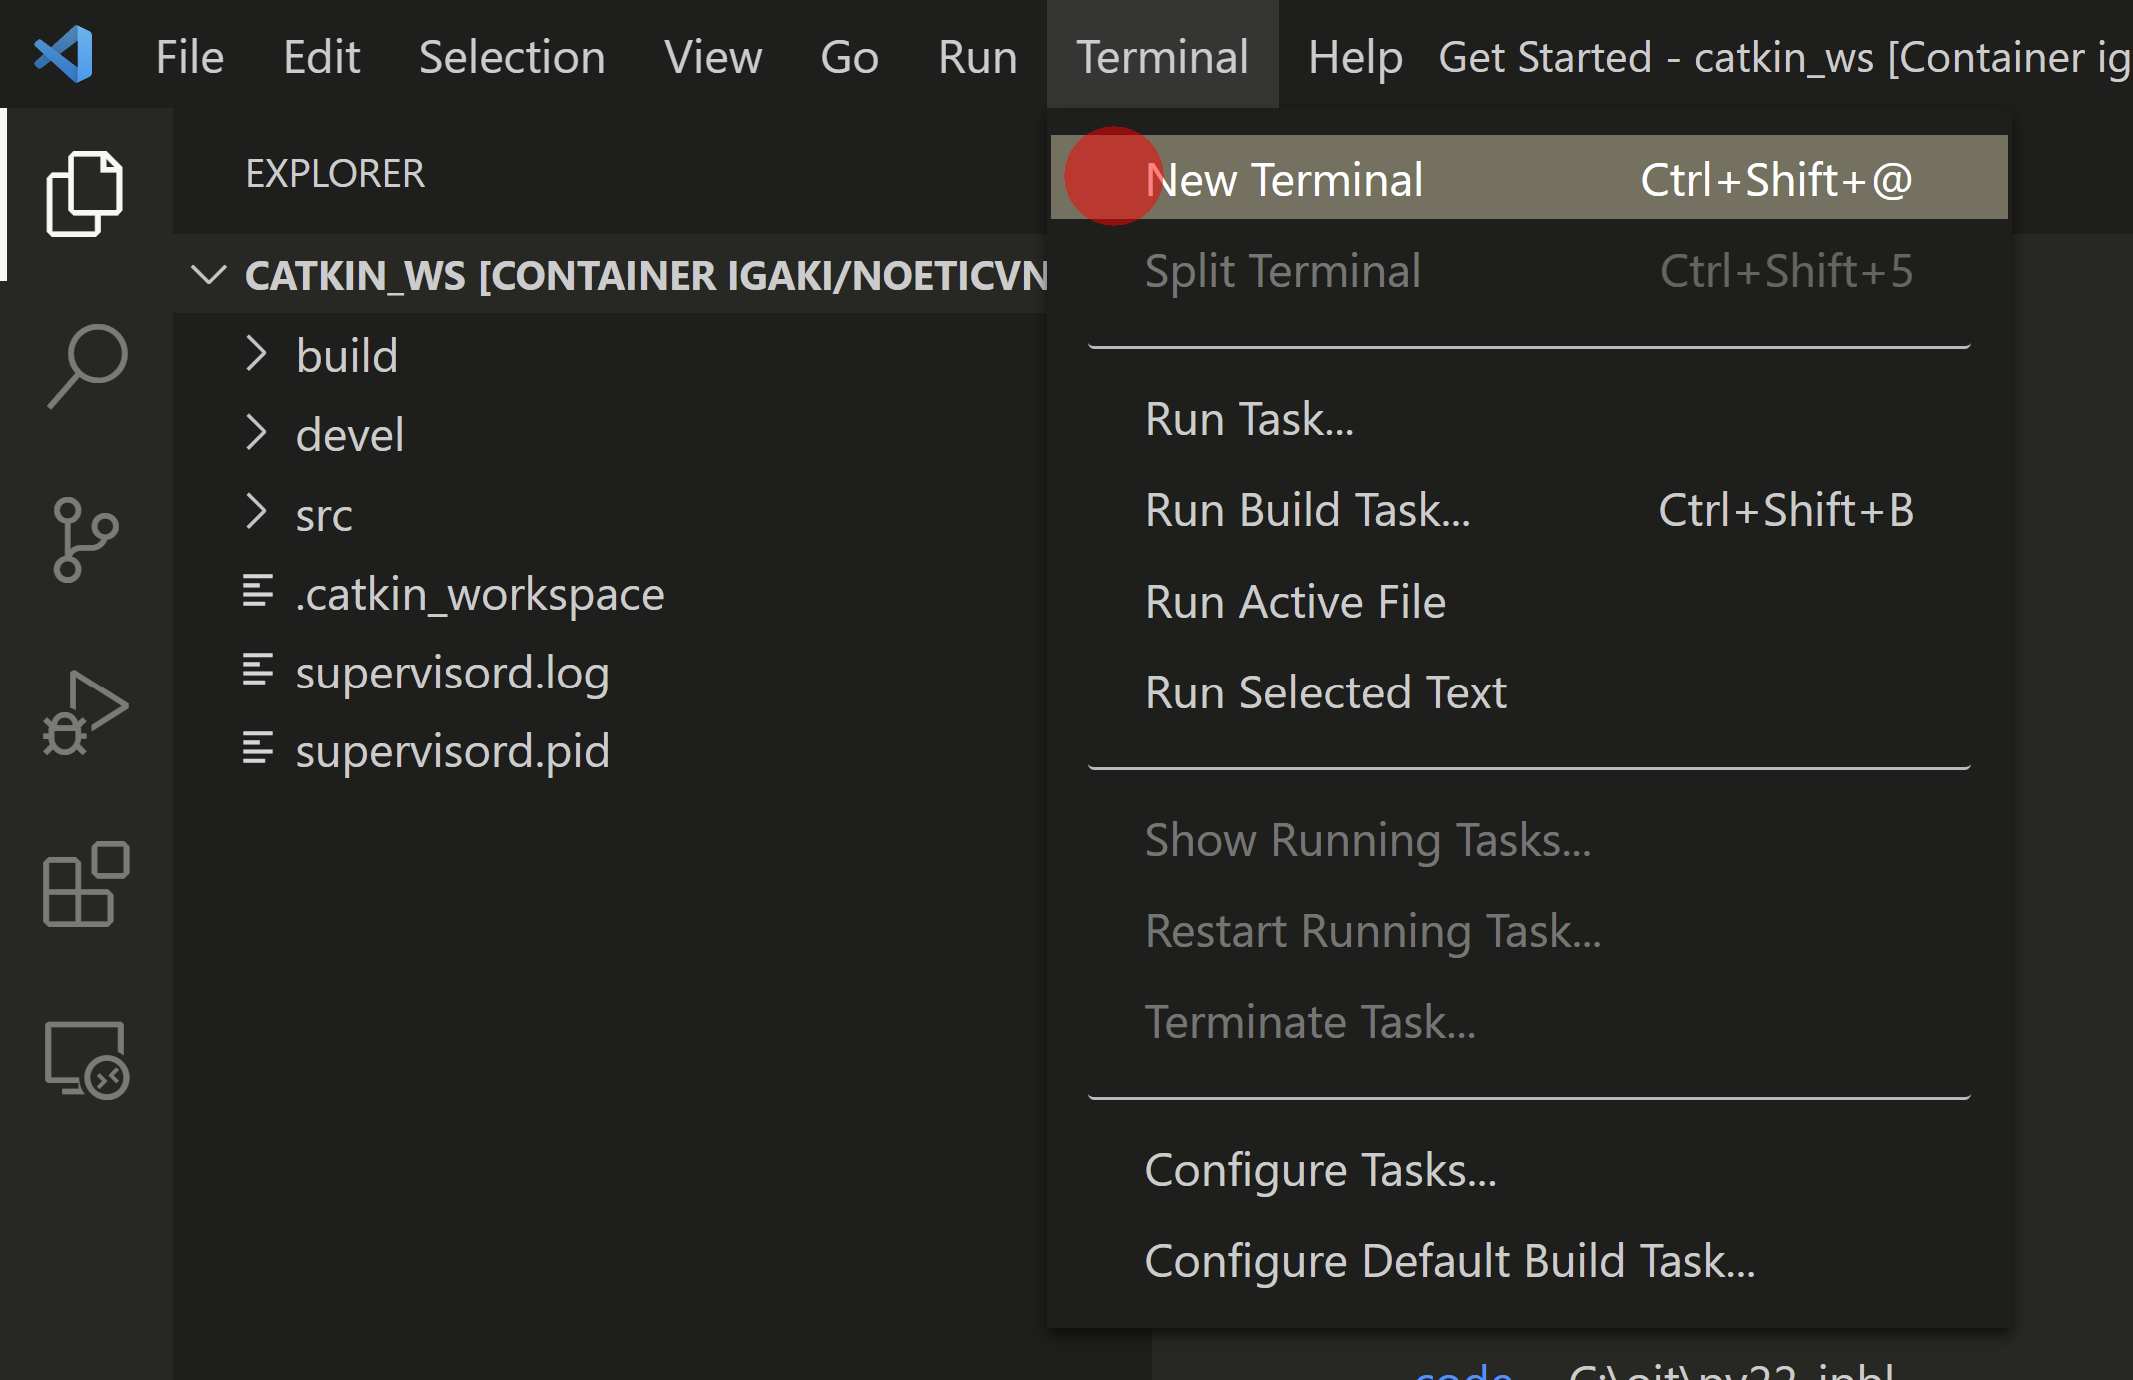 File Edit Selection View Go Run Terminal Help Get Started - catkin_ws [Container ig
EXPLORER
CATKIN_WS [CONTAINER IGAKI/NOETICVN
build
devel
src
.catkin_workspace
supervisord.log
supervisord.pid
New Terminal Ctrl+Shift+@
Split Terminal Ctrl+Shift+5
Run Task...
Run Build Task... Ctrl+Shift+B
Run Active File
Run Selected Text
Show Running Tasks...
Restart Running Task...
Terminate Task...
Configure Tasks...
Configure Default Build Task...
code